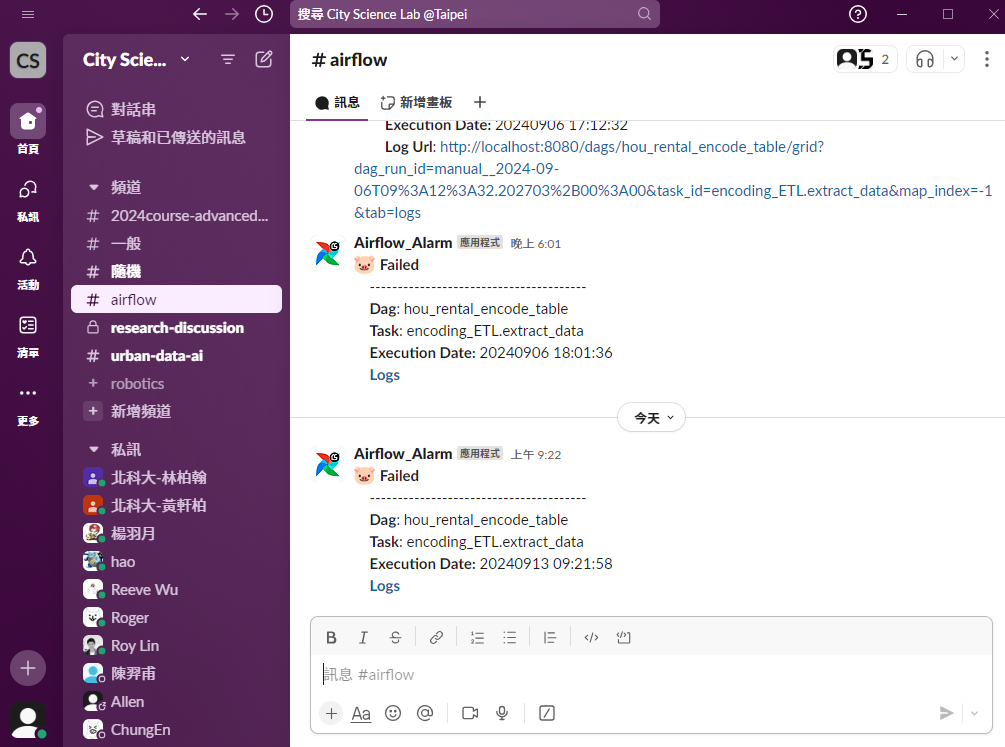 搜尋 City Science Lab @Taipei
CS
首頁
私訊
活動
清單
更多
City Scie...
對話串
草稿和已傳送的訊息
頻道
# 2024course-advanced...
# 一般
# 隨機
# airflow
research-discussion
# urban-data-ai
+ robotics
+ 新增頻道
私訊
北科大-林柏翰
北科大-黃軒柏
楊羽月
hao
Reeve Wu
Roger
Roy Lin
陳羿甫
Allen
ChungEn
# airflow
2
訊息
新增畫板
Execution Date: 20240906 17:12:32
Log Url: http://localhost:8080/dags/hou_rental_encode_table/grid?
dag_run_id=manual__2024-09-
06T09%3A12%3A32.202703%2B00%3A00&task_id=encoding_ETL.extract_data&map_index=-1
&tab=logs
Airflow_Alarm 應用程式 晚上 6:01
Failed
----------------------------------------
Dag: hou_rental_encode_table
Task: encoding_ETL.extract_data
Execution Date: 20240906 18:01:36
Logs
今天
Airflow_Alarm 應用程式 上午 9:22
Failed
----------------------------------------
Dag: hou_rental_encode_table
Task: encoding_ETL.extract_data
Execution Date: 20240913 09:21:58
Logs
B I S
訊息 #airflow
Aa